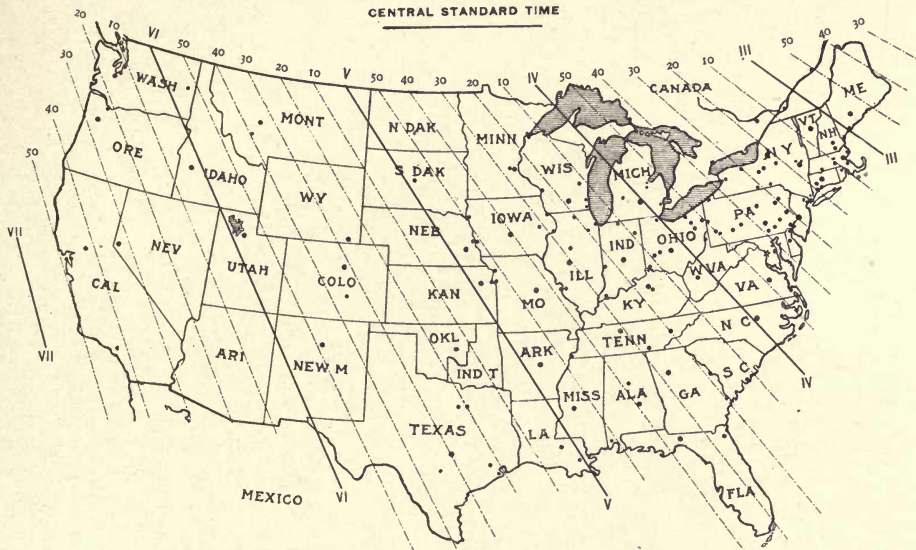 CENTRAL STANDARD TIME
20 10 VI 50 40 30 20 10 V 50 40 30 20 10 IV 50 40 30 20 10 III 50 40 30
30
40
50
VII
VII
WASH
MONT
N DAK
MINN
CANADA
ME
VT
NH
III
ORE
IDAHO
S DAK
WIS
MICH
N Y
WY
IOWA
PA
NEB
NEV
UTAH
COLO
ILL
IND
OHIO
W VA
VA
CAL
KAN
MO
KY
N C
ARI
NEW M
OKL
IND T
ARK
TENN
S C
IV
MISS
ALA
GA
TEXAS
LA
VI
MEXICO
V
FLA